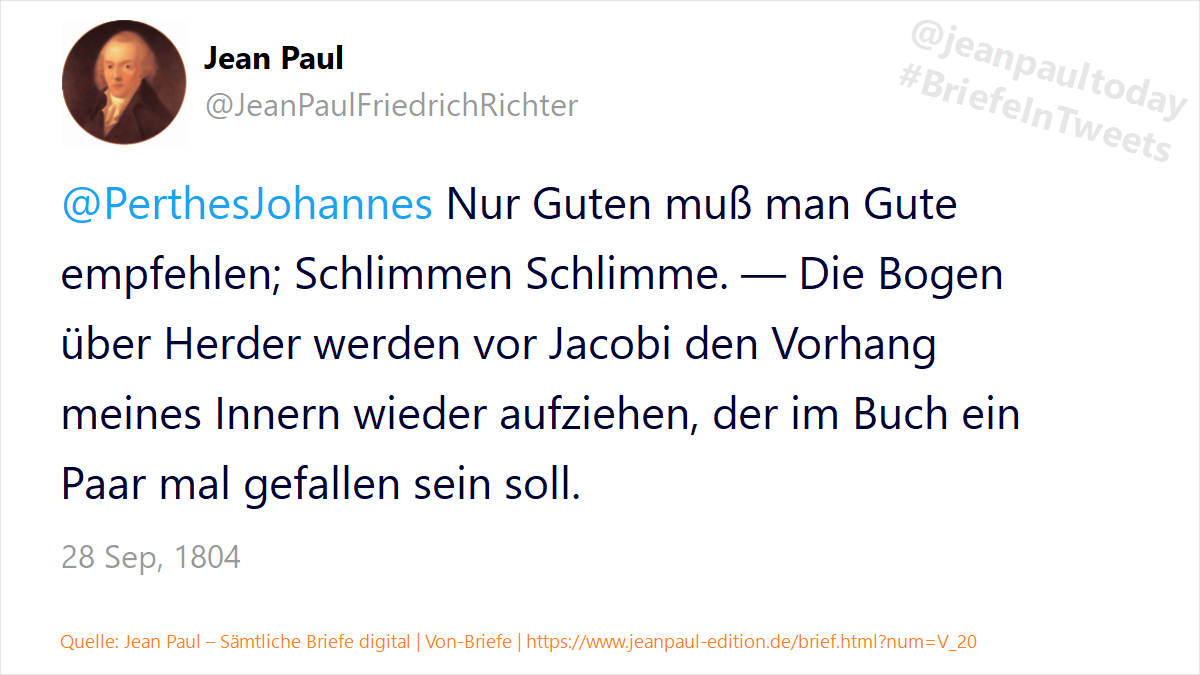 Jean Paul
@JeanPaulFriedrichRichter
@jeanpaultoday
#BriefeInTweets
@PerthesJohannes Nur Guten muß man Gute
empfehlen; Schlimmen Schlimme. — Die Bogen
über Herder werden vor Jacobi den Vorhang
meines Innern wieder aufziehen, der im Buch ein
Paar mal gefallen sein soll.
28 Sep, 1804
Quelle: Jean Paul – Sämtliche Briefe digital | Von-Briefe | https://www.jeanpaul-edition.de/brief.html?num=V_20